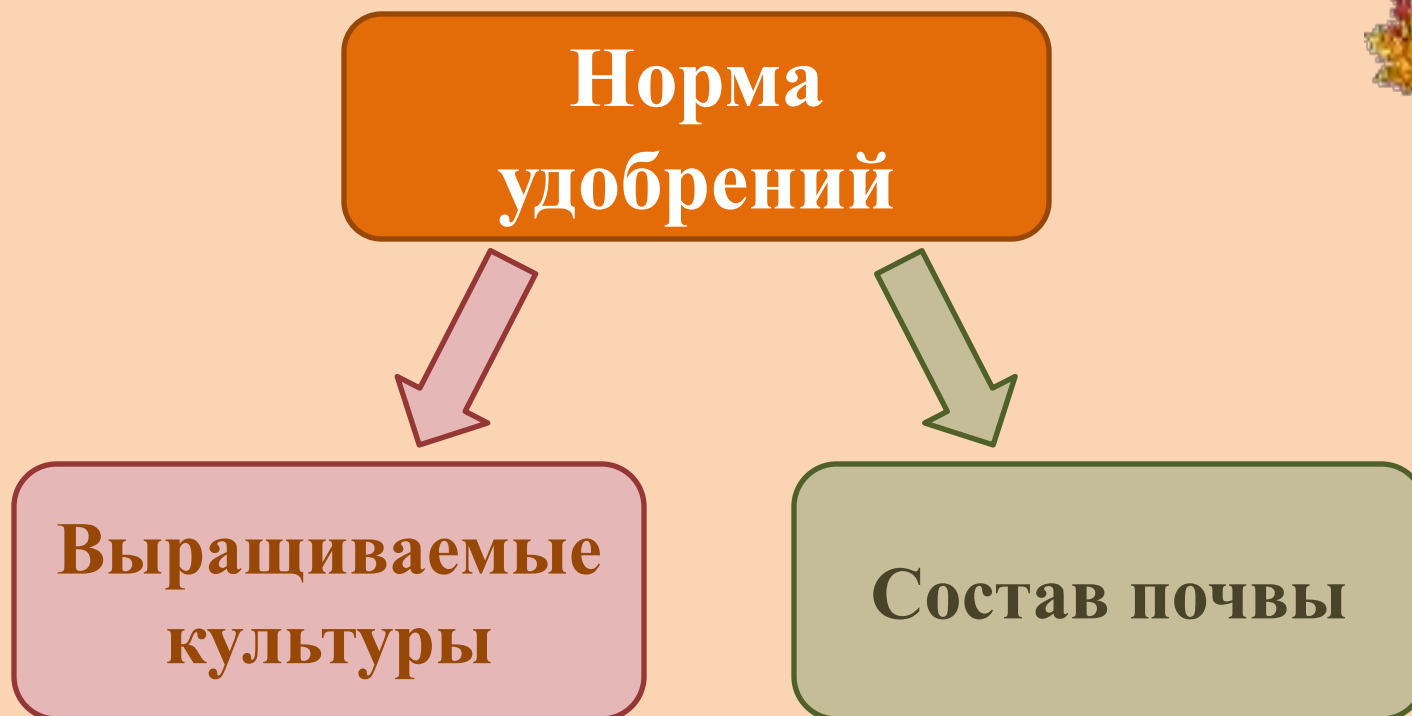 Норма
удобрений
Выращиваемые
культуры
Состав почвы